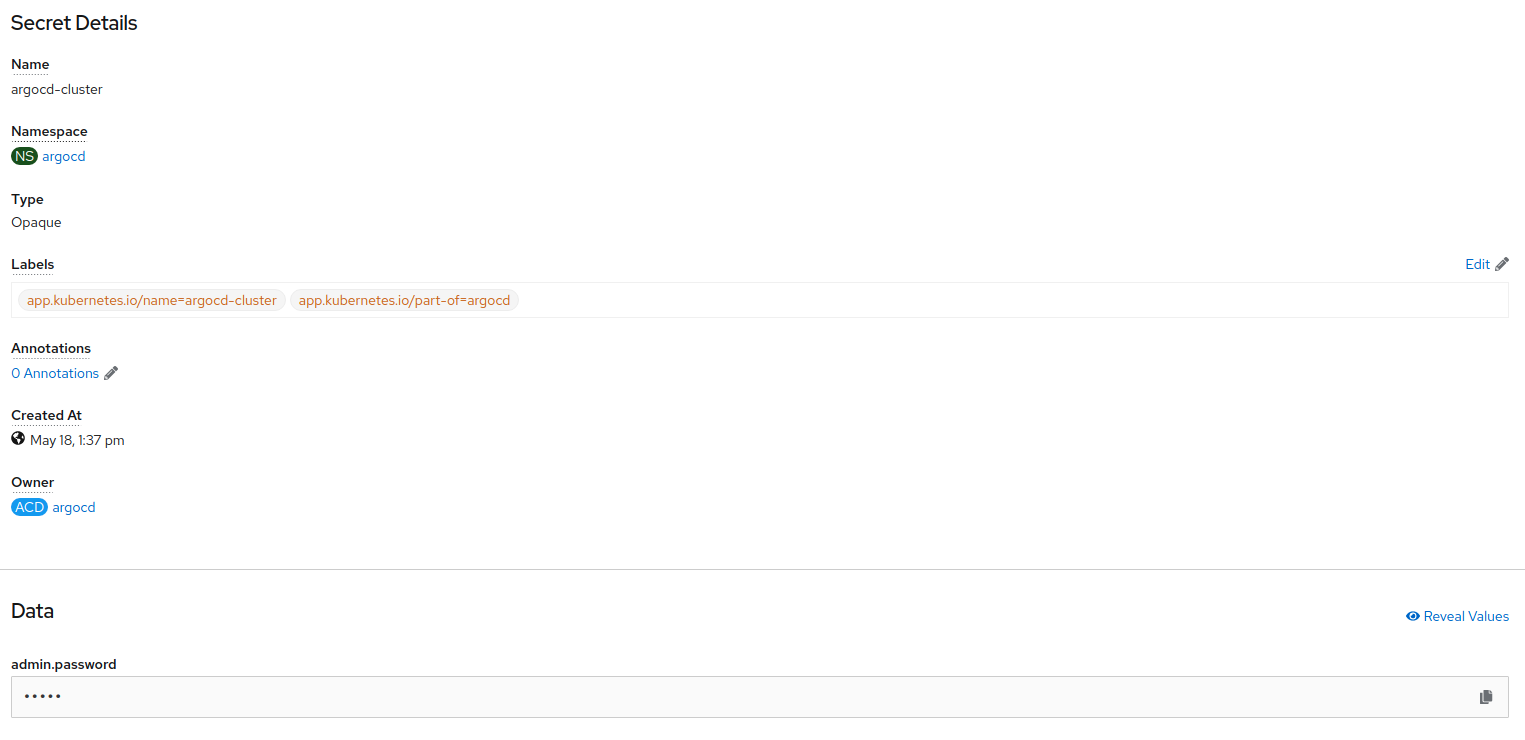 Secret Details
Name
argocd-cluster
Namespace
NS argocd
Type
Opaque
Labels
Edit
app.kubernetes.io/name=argocd-cluster app.kubernetes.io/part-of=argocd
Annotations
0 Annotations
Created At
May 18, 1:37 pm
Owner
ACD argocd
Data
Reveal Values
admin.password
•••••